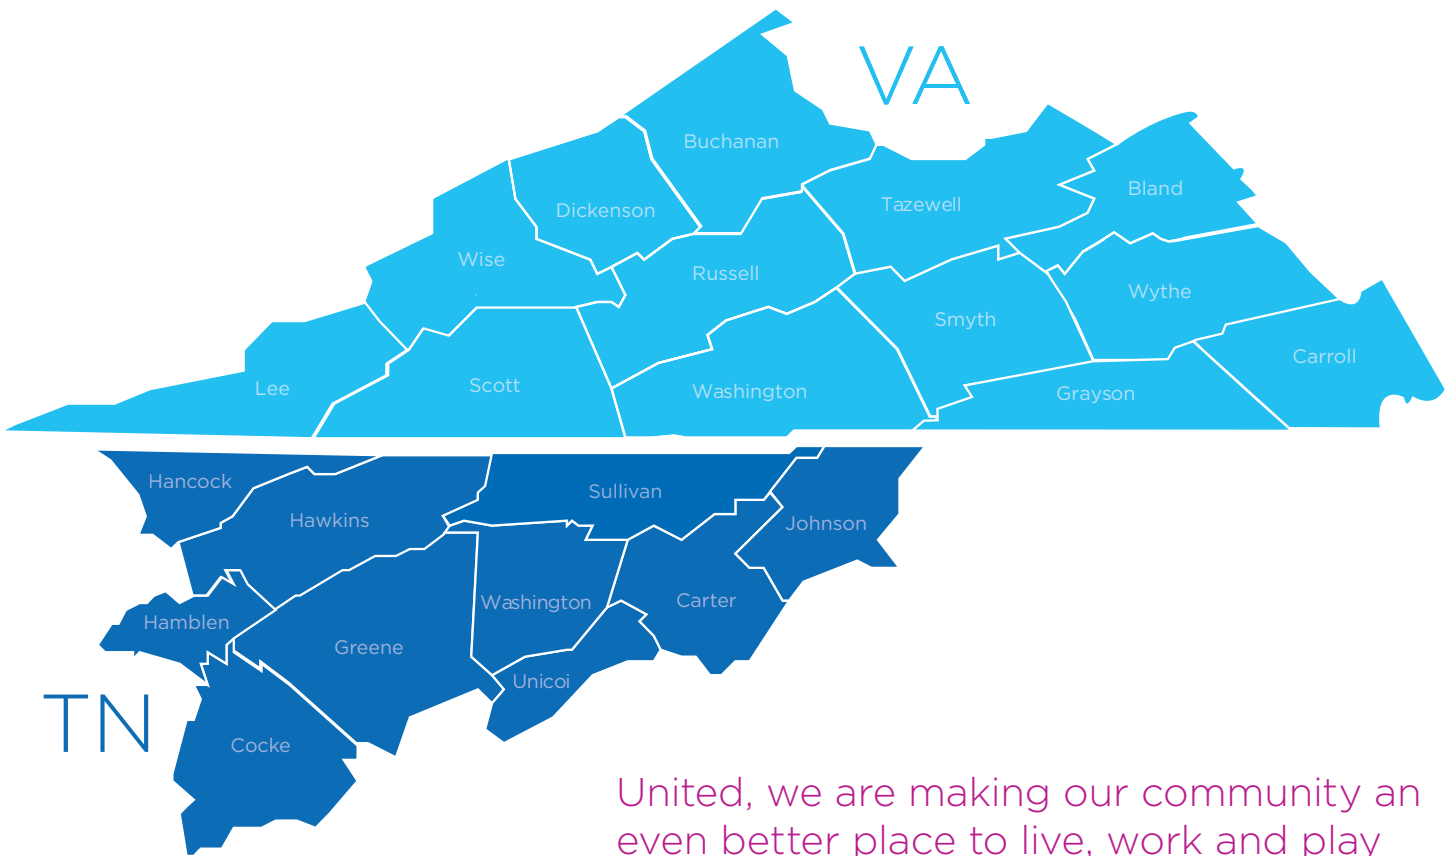 VA
Buchanan
Bland
Dickenson
Tazewell
Wise
Russell
Wythe
Smyth
Carroll
Lee
Scott
Washington
Grayson
Hancock
Sullivan
Hawkins
Johnson
Washington
Carter
Hamblen
Greene
Unicoi
TN
Cocke
United, we are making our community an
even better place to live, work and play